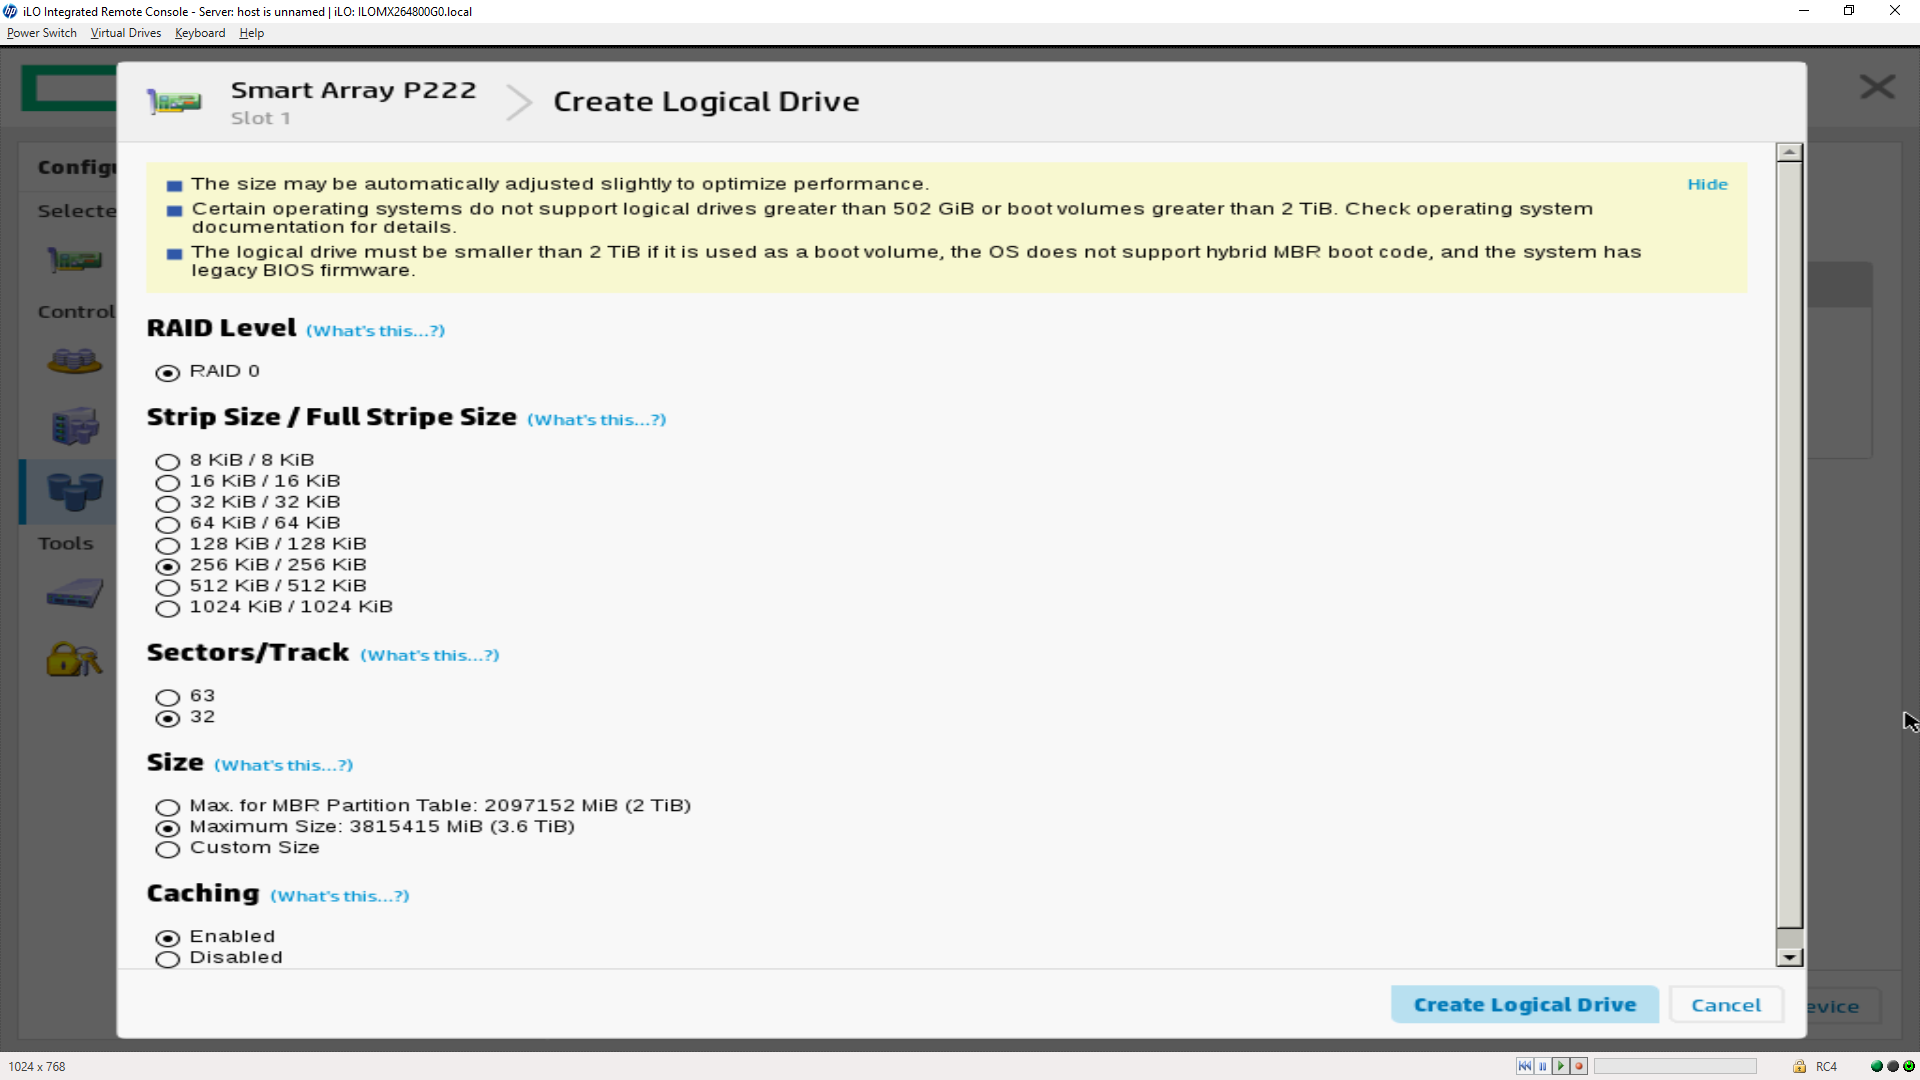 iLO Integrated Remote Console - Server: host is unnamed | iLO: ILOMX264800G0.local
Power Switch Virtual Drives Keyboard Help
Smart Array P222
Slot 1
Create Logical Drive
Configu
Selecte
Control
Tools
The size may be automatically adjusted slightly to optimize performance.
Hide
Certain operating systems do not support logical drives greater than 502 GiB or boot volumes greater than 2 TiB. Check operating system
documentation for details.
The logical drive must be smaller than 2 TiB if it is used as a boot volume, the OS does not support hybrid MBR boot code, and the system has
legacy BIOS firmware.
RAID Level (What's this...?)
RAID 0
Strip Size / Full Stripe Size (What's this...?)
8 KiB / 8 KiB
16 KiB / 16 KiB
32 KiB / 32 KiB
64 KiB / 64 KiB
128 KiB / 128 KiB
256 KiB / 256 KiB
512 KiB / 512 KiB
1024 KiB / 1024 KiB
Sectors/Track (What's this...?)
63
32
Size (What's this...?)
Max. for MBR Partition Table: 2097152 MiB (2 TiB)
Maximum Size: 3815415 MiB (3.6 TiB)
Custom Size
Caching (What's this...?)
Enabled
Disabled
Create Logical Drive Cancel evice
1024 x 768 RC4